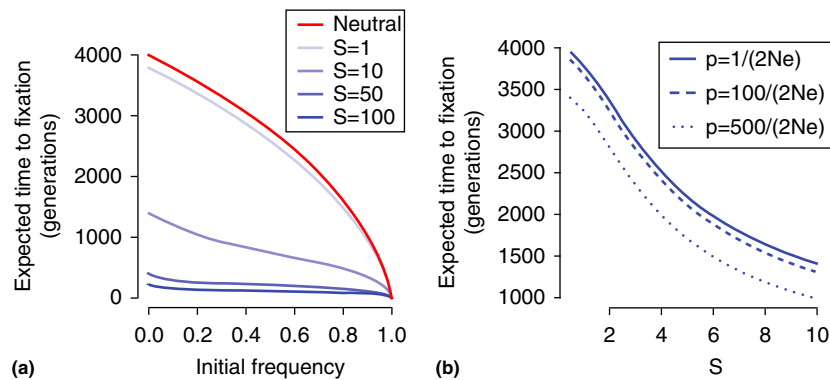 Expected time to fixation
(generations)
4000
3000
2000
1000
0
0.0 0.2 0.4 0.6 0.8 1.0
Initial frequency
Neutral
S=1
S=10
S=50
S=100
(a)
Expected time to fixation
(generations)
4000
3500
3000
2500
2000
1500
1000
2 4 6 8 10
S
p=1/(2Ne)
p=100/(2Ne)
p=500/(2Ne)
(b)